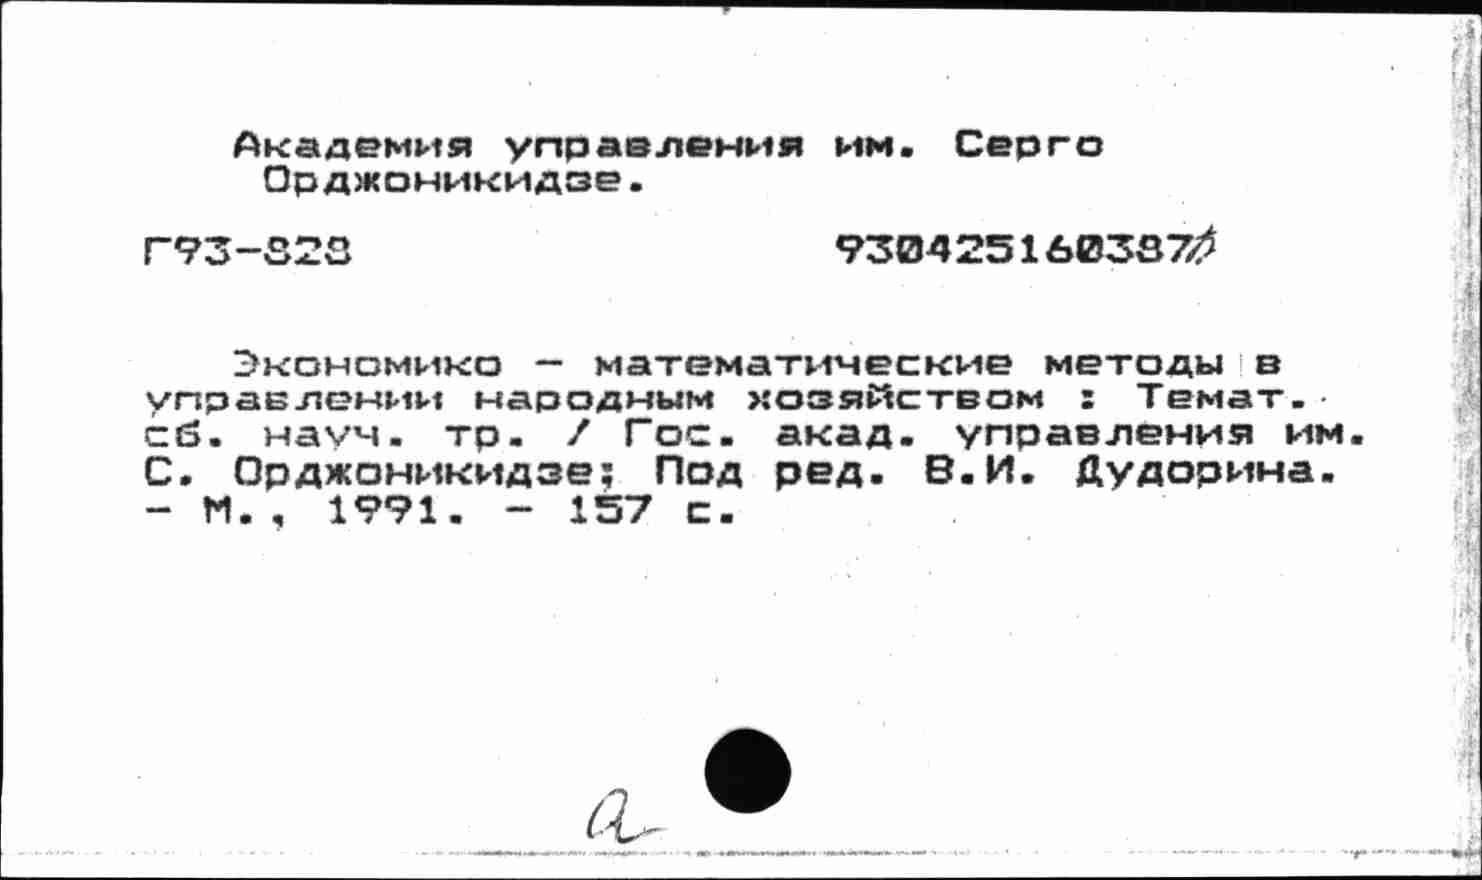 Академия управления им. Серго
Орджоникидзе.
Г93-828 930425160387
Экономико - математические методы в
управлении народным хозяйством : Темат.
сб. науч. тр. / Гос. акад. управления им.
С. Орджоникидзе; Под ред. В.И. Дудорина.
- М., 1991. - 157 с.
а